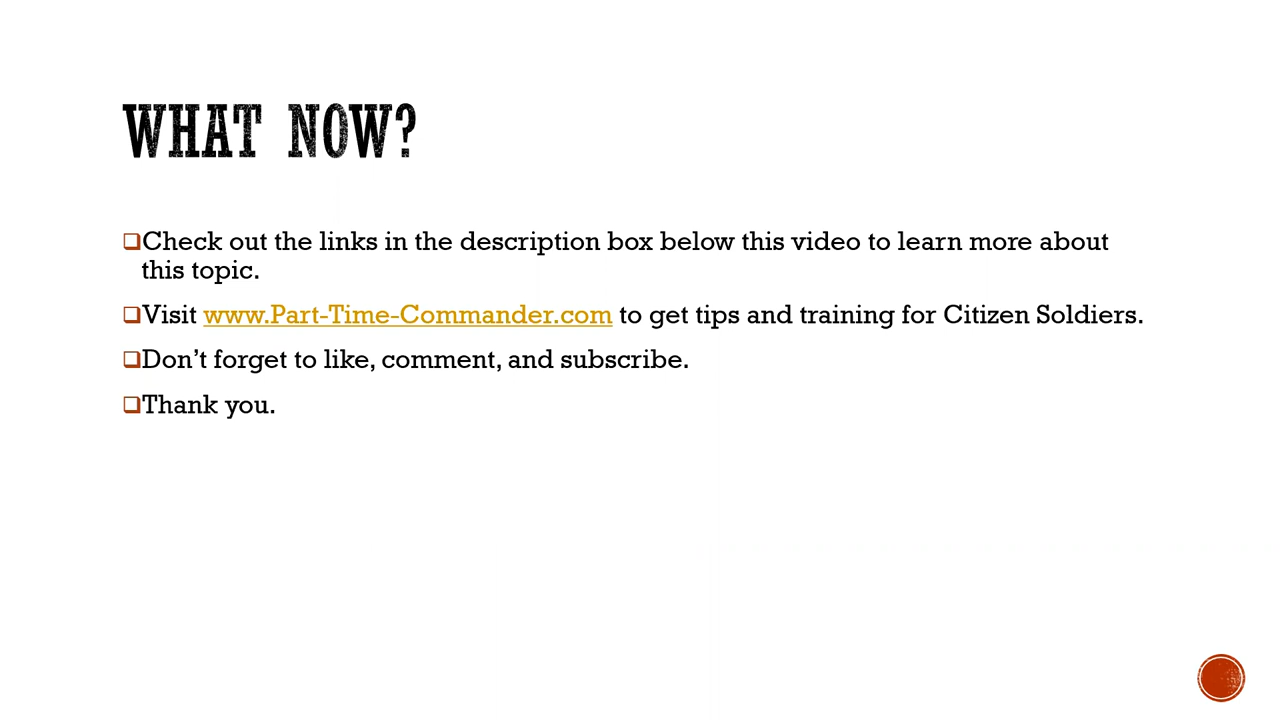 WHAT NOW?
Check out the links in the description box below this video to learn more about
this topic.
Visit www.Part-Time-Commander.com to get tips and training for Citizen Soldiers.
Don’t forget to like, comment, and subscribe.
Thank you.